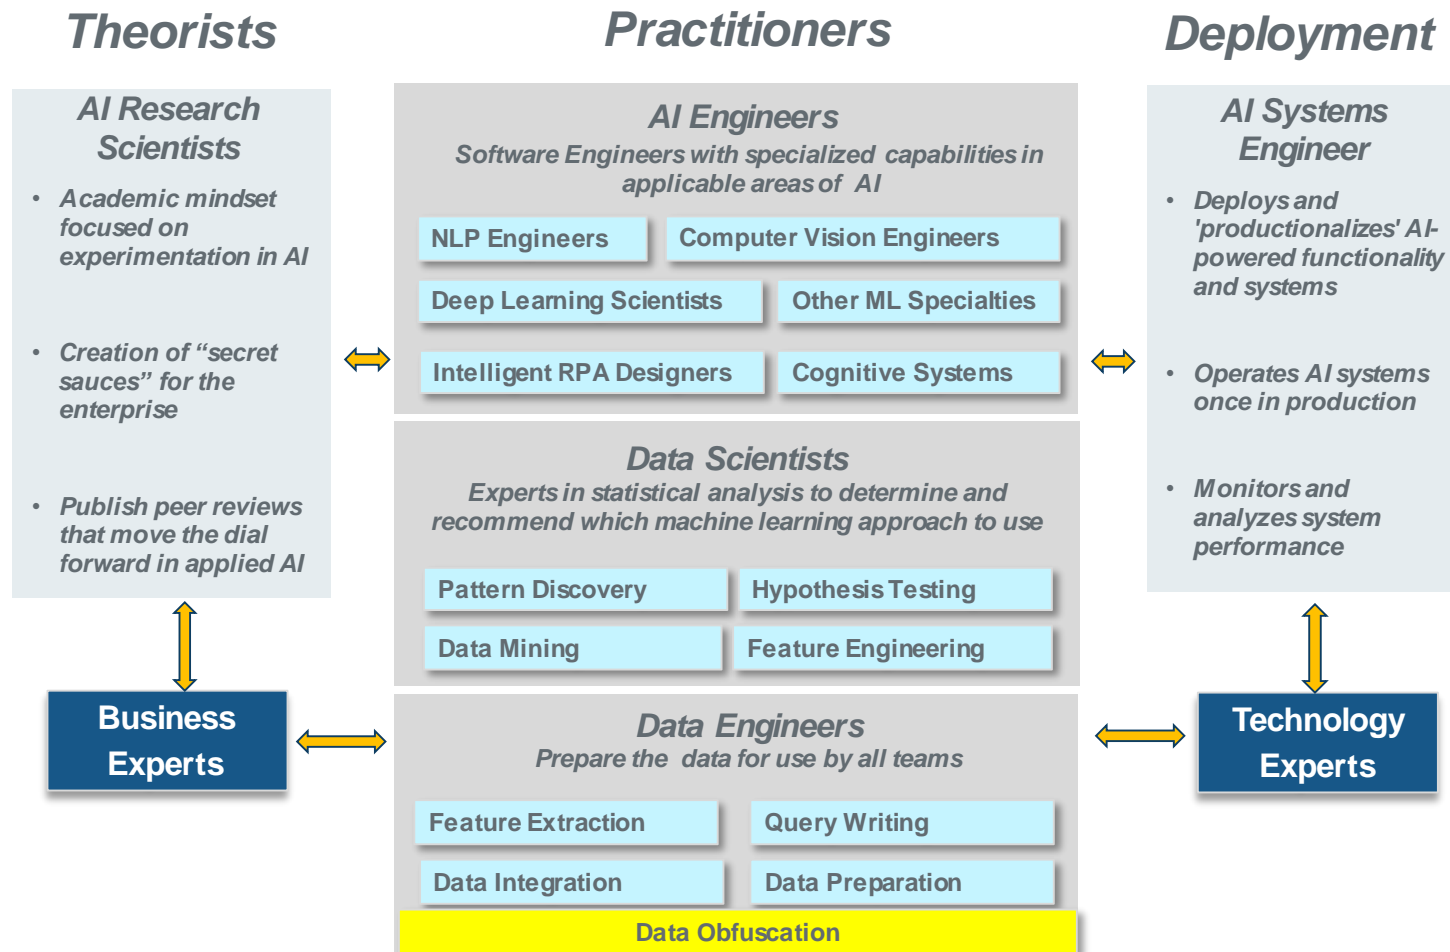 Theorists
Practitioners
Deployment
AI Research
Scientists
• Academic mindset
focused on
experimentation in AI
• Creation of “secret
sauces” for the
enterprise
• Publish peer reviews
that move the dial
forward in applied AI
Business
Experts
AI Engineers
Software Engineers with specialized capabilities in
applicable areas of AI
NLP Engineers
Computer Vision Engineers
Deep Learning Scientists
Other ML Specialties
Intelligent RPA Designers
Cognitive Systems
Data Scientists
Experts in statistical analysis to determine and
recommend which machine learning approach to use
Pattern Discovery
Hypothesis Testing
Data Mining
Feature Engineering
Data Engineers
Prepare the data for use by all teams
Feature Extraction
Query Writing
Data Integration
Data Preparation
Data Obfuscation
AI Systems
Engineer
• Deploys and
'productionalizes' AI-
powered functionality
and systems
• Operates AI systems
once in production
• Monitors and
analyzes system
performance
Technology
Experts